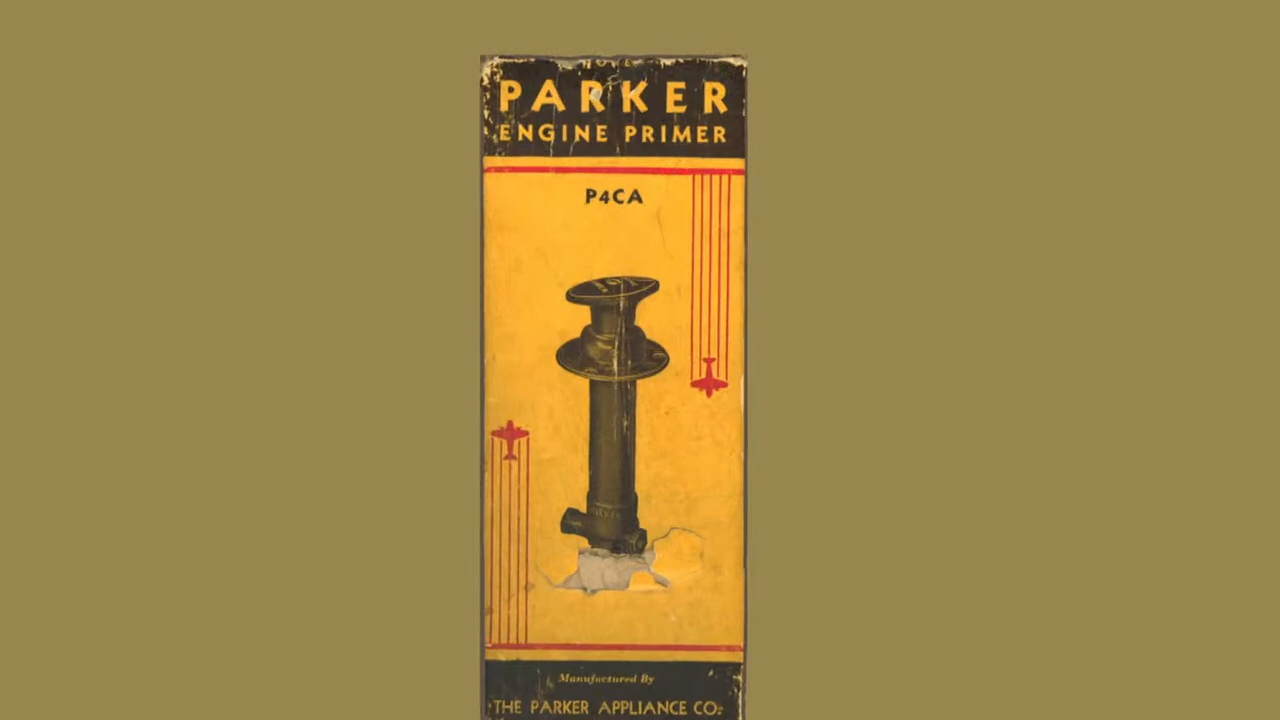 PARKER
ENGINE PRIMER
P4CA
Manufactured By
THE PARKER APPLIANCE CO.